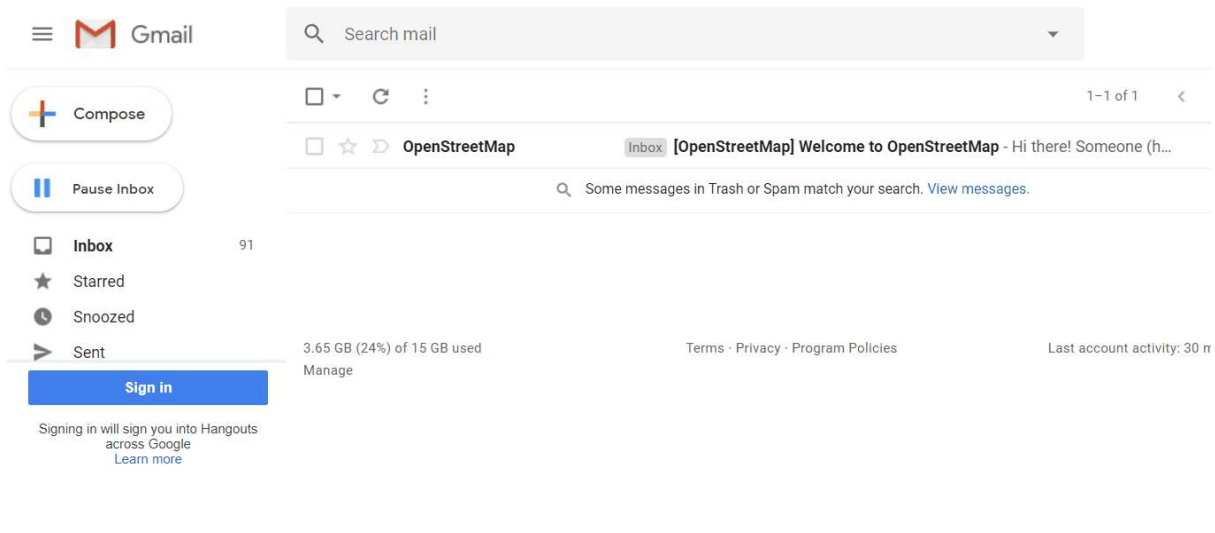 Gmail
Search mail
Compose
1–1 of 1
OpenStreetMap Inbox [OpenStreetMap] Welcome to OpenStreetMap - Hi there! Someone (h...
Pause Inbox
Some messages in Trash or Spam match your search. View messages.
Inbox 91
Starred
Snoozed
Sent
3.65 GB (24%) of 15 GB used
Manage
Terms · Privacy · Program Policies
Last account activity: 30 m
Sign in
Signing in will sign you into Hangouts
across Google
Learn more